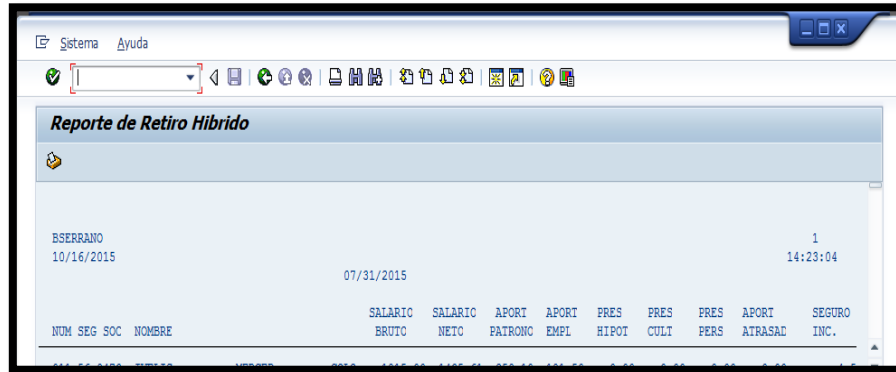 Sistema Ayuda
Reporte de Retiro Hibrido
BSERRANO 1
10/16/2015 14:23:04
07/31/2015
SALARIO SALARIO APORT APORT PRES PRES PRES APORT SEGURO
NUM SEG SOC NOMBRE BRUTO NETO PATRONO EMPL HIPOT CULT PERS ATRASAD INC.